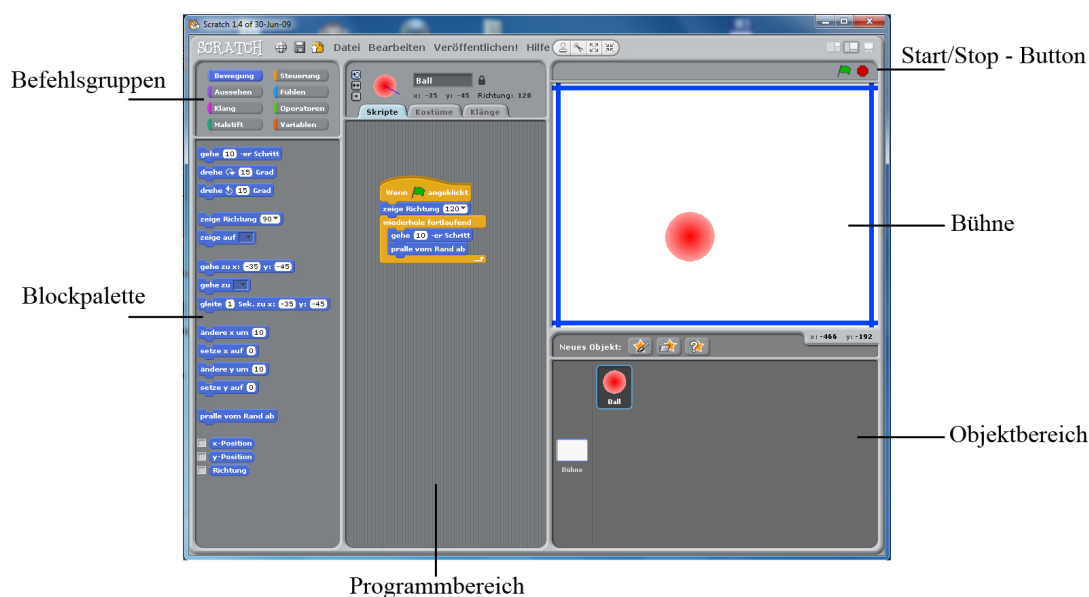 Scratch 1.4 of 30-Jun-09
SCRATCH Datei Bearbeiten Veröffentlichen! Hilfe
Befehlsgruppen
Bewegung Steuerung
Aussehen Fühlen
Klang Operatoren
Malstift Variablen
Ball
x: -35 y: -45 Richtung: 120
Skripte Kostüme Klänge
Start/Stop - Button
gehe 10 -er Schritt
drehe 15 Grad
drehe 15 Grad
zeige Richtung 90
zeige auf
gehe zu x: -35 y: -45
gehe zu
gleite 1 Sek. zu x: -35 y: -45
ändere x um 10
setze x auf 0
ändere y um 10
setze y auf 0
pralle vom Rand ab
x-Position
y-Position
Richtung
Blockpalette
Wenn angeklickt
zeige Richtung 120
wiederhole fortlaufend
gehe 10 -er Schritt
pralle vom Rand ab
Programmbereich
Bühne
x: -466 y: -192
Neues Objekt:
Ball
Bühne
Objektbereich